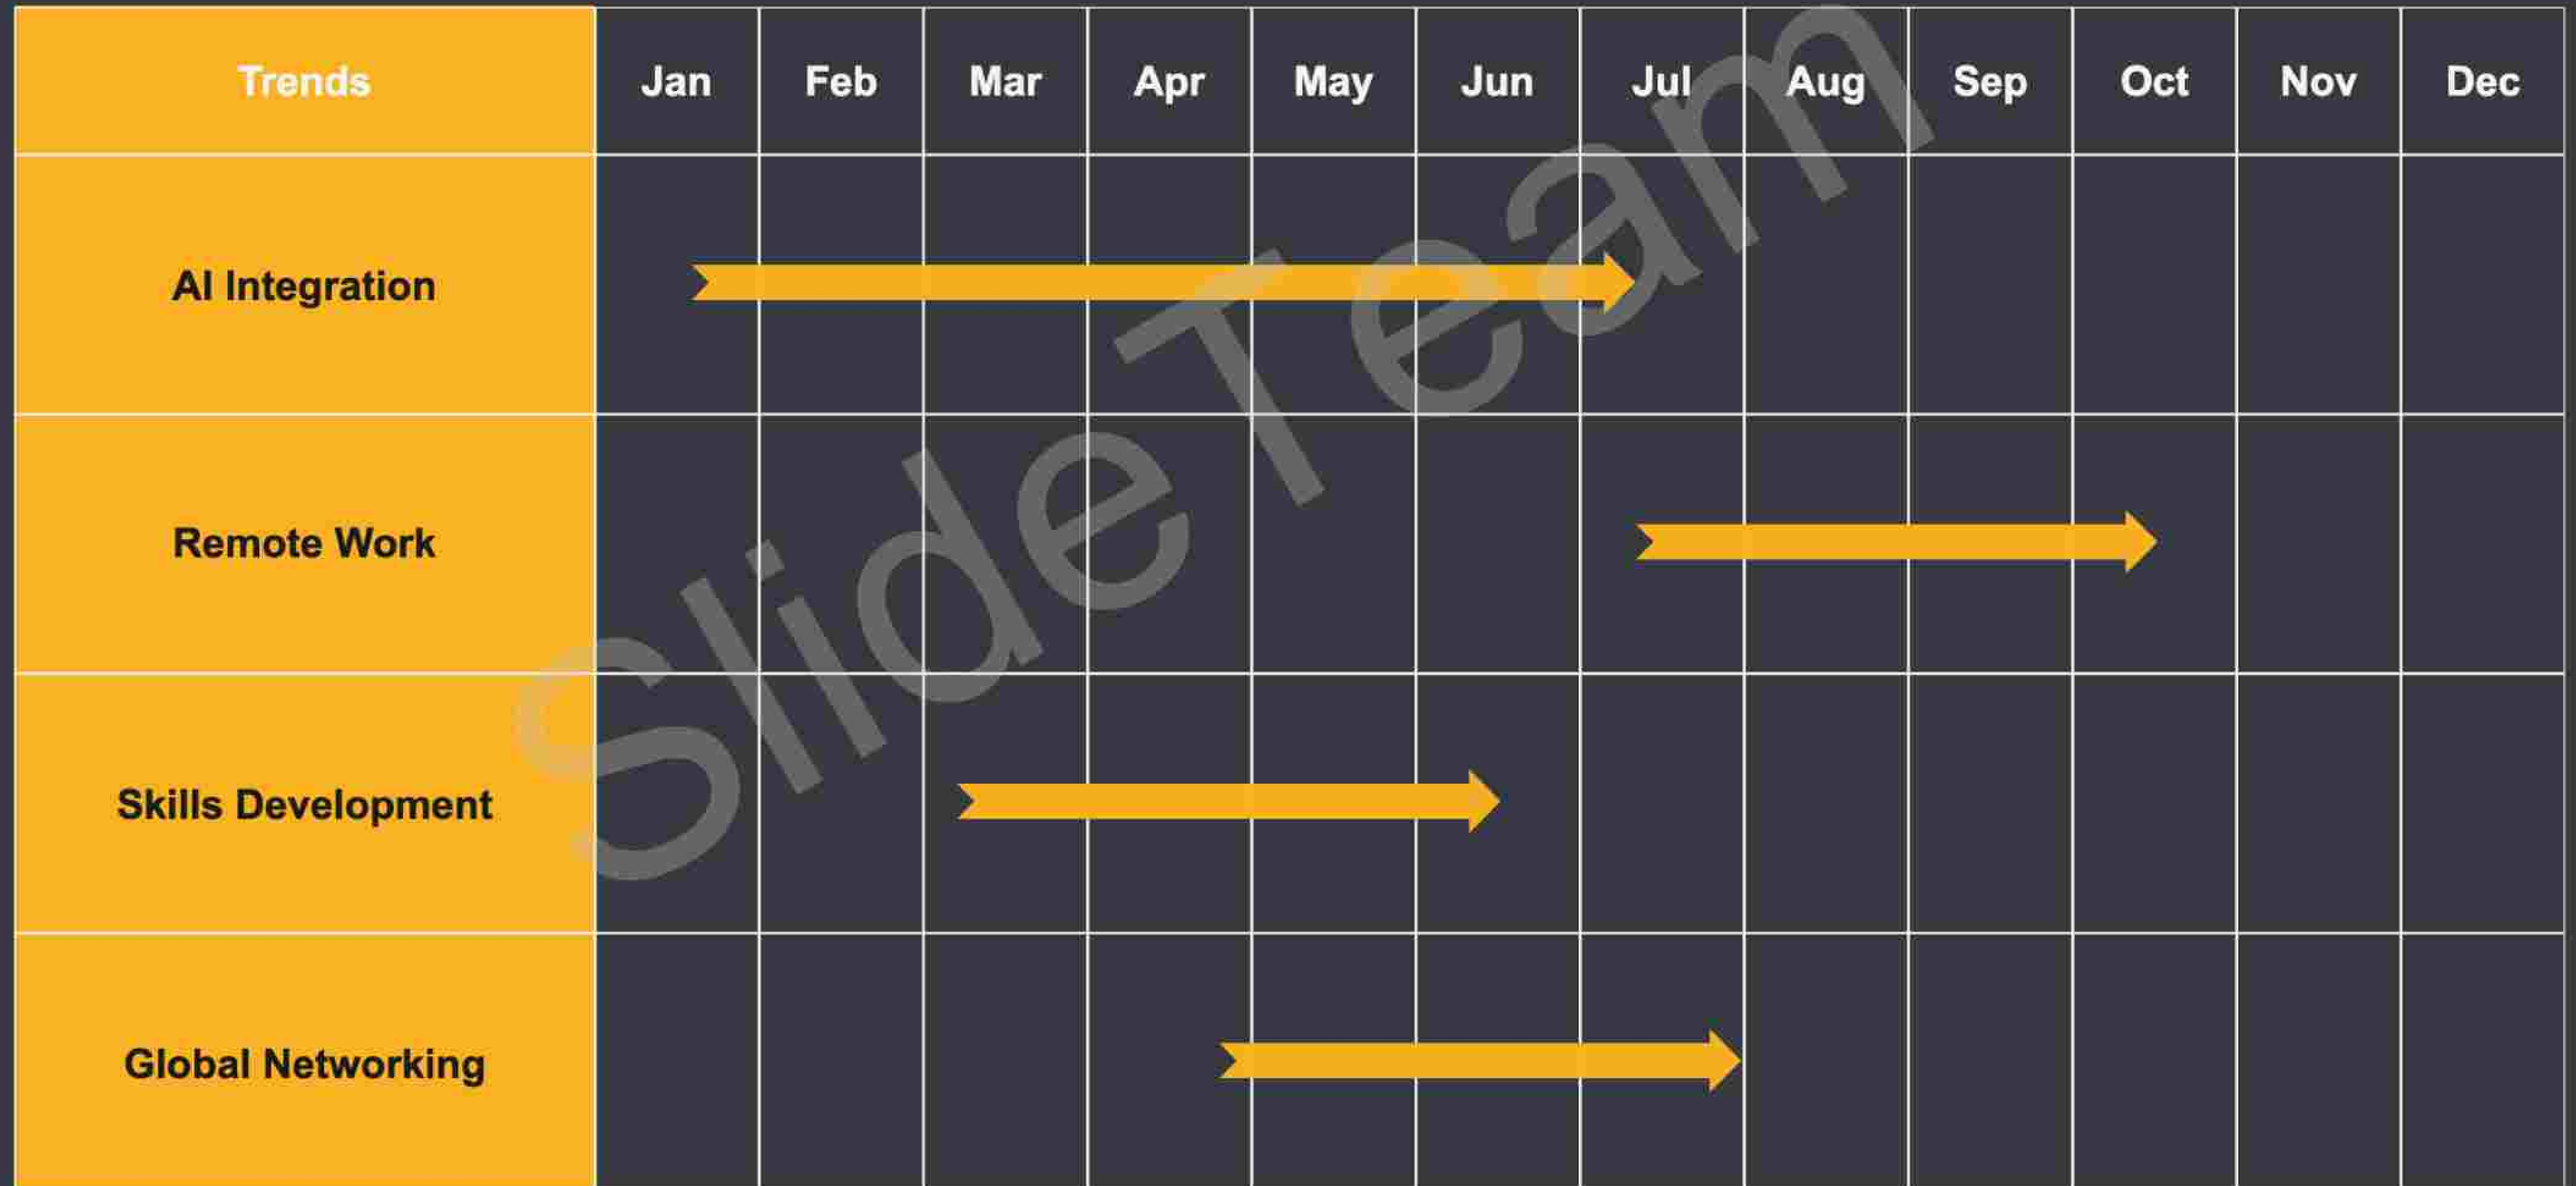 Trends Jan Feb Mar Apr May Jun Jul Aug Sep Oct Nov Dec
AI Integration
Remote Work
Skills Development
Global Networking
SlideTeam